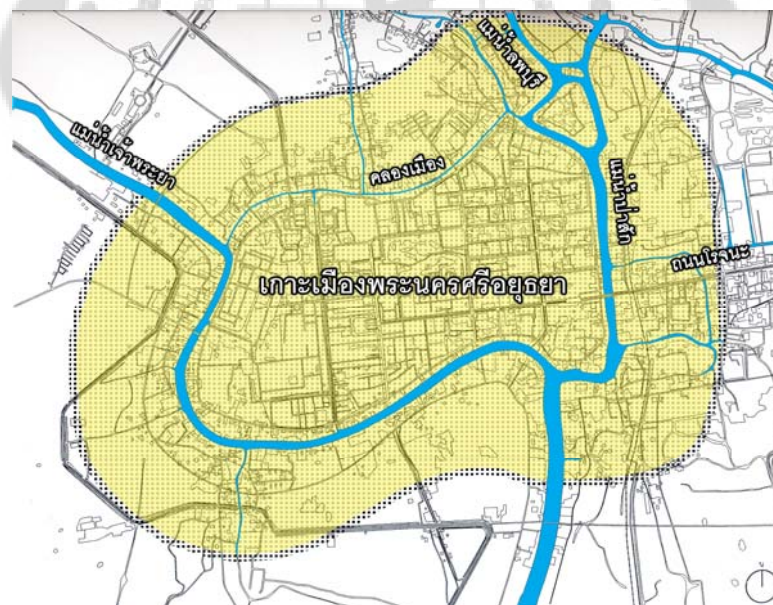 แม่น้ำลพบุรี
แม่น้ำเจ้าพระยา
คลองเมือง
แม่น้ำป่าสัก
ถนนโรจนะ
เกาะเมืองพระนครศรีอยุธยา